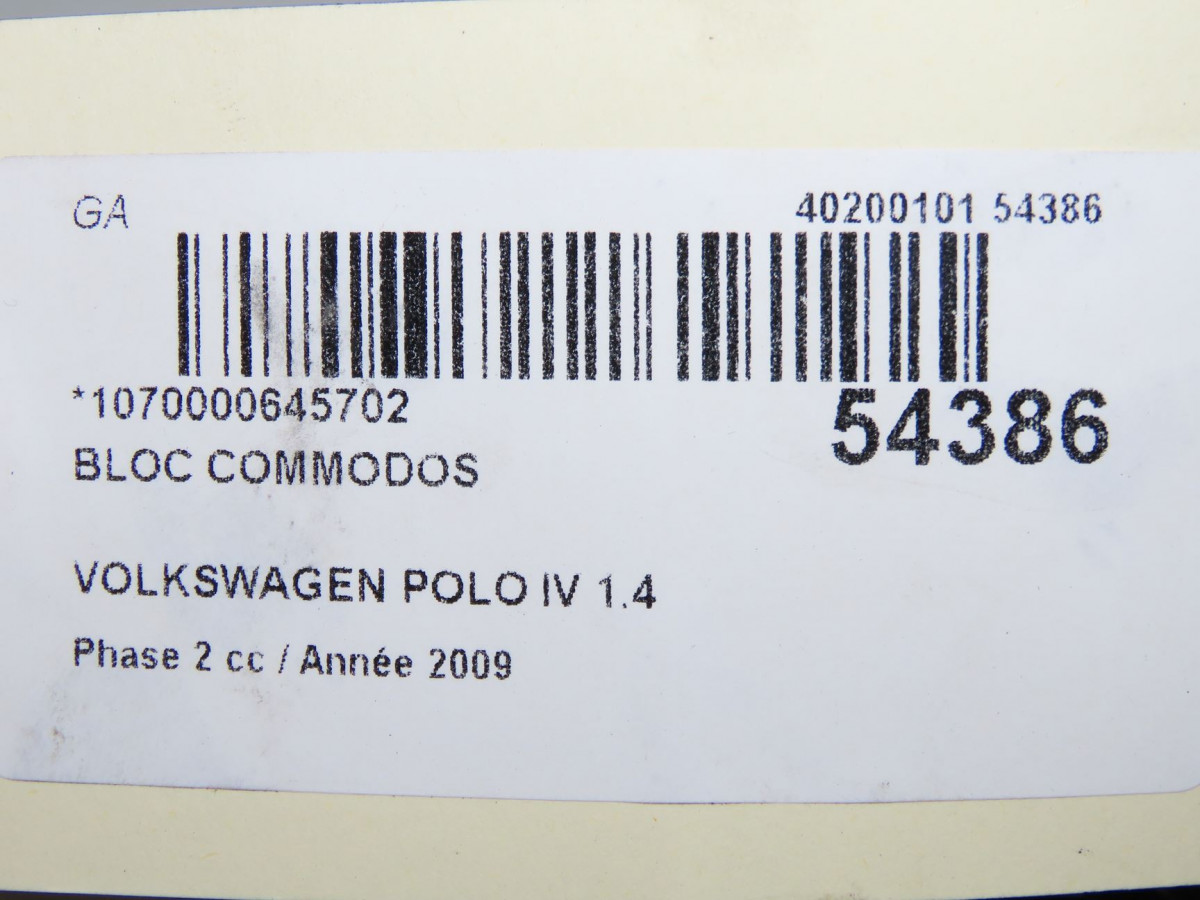 GA
40200101 54386
*1070000645702
54386
BLOC COMMODOS
VOLKSWAGEN POLO IV 1.4
Phase 2 cc / Année 2009